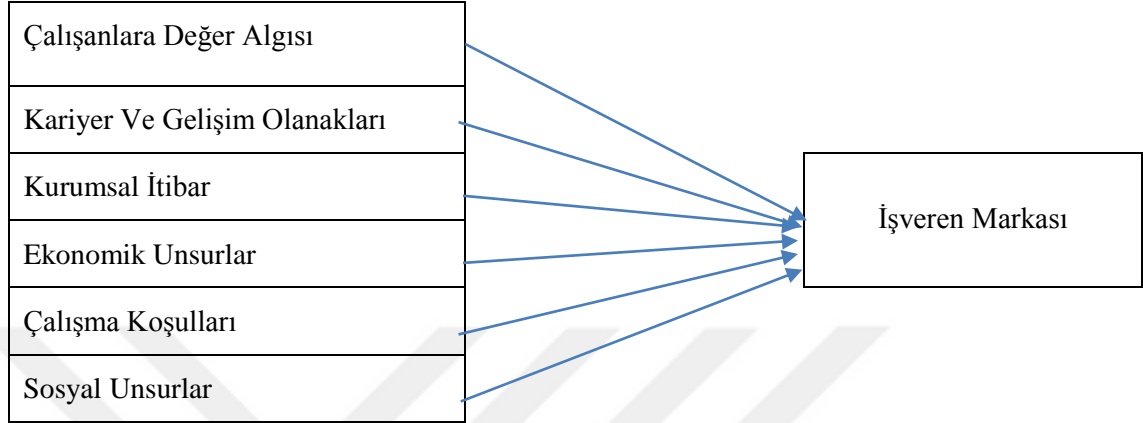 Çalışanlara Değer Algısı
Kariyer Ve Gelişim Olanakları
Kurumsal İtibar
Ekonomik Unsurlar
Çalışma Koşulları
Sosyal Unsurlar
İşveren Markası